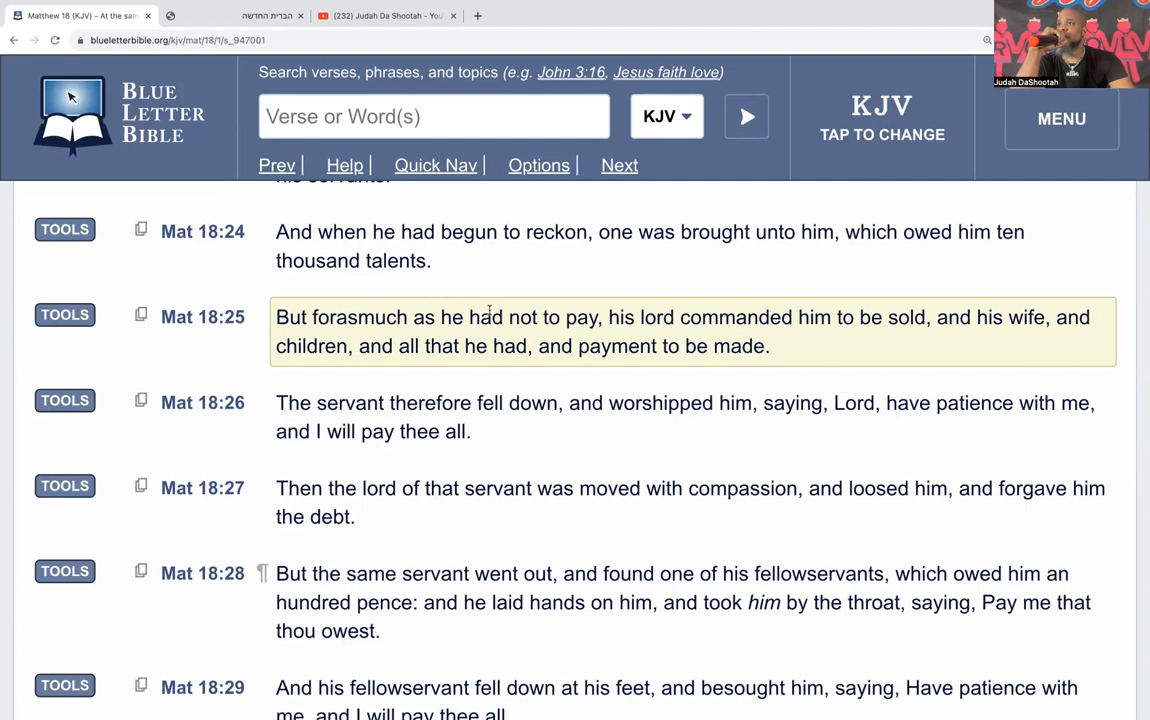 Matthew 18 (KJV) - At the sam
הברית החדשה
(232) Judah Da Shootah - You
blueletterbible.org/kjv/mat/18/1/s_947001
Judah DaShootah
BLUE
LETTER
BIBLE
Search verses, phrases, and topics (e.g. John 3:16, Jesus faith love)
Verse or Word(s)
KJV
KJV
TAP TO CHANGE
MENU
Prev | Help | Quick Nav | Options | Next
his servants.
TOOLS Mat 18:24 And when he had begun to reckon, one was brought unto him, which owed him ten
thousand talents.
TOOLS Mat 18:25 But forasmuch as he had not to pay, his lord commanded him to be sold, and his wife, and
children, and all that he had, and payment to be made.
TOOLS Mat 18:26 The servant therefore fell down, and worshipped him, saying, Lord, have patience with me,
and I will pay thee all.
TOOLS Mat 18:27 Then the lord of that servant was moved with compassion, and loosed him, and forgave him
the debt.
TOOLS Mat 18:28 ¶ But the same servant went out, and found one of his fellowservants, which owed him an
hundred pence: and he laid hands on him, and took him by the throat, saying, Pay me that
thou owest.
TOOLS Mat 18:29 And his fellowservant fell down at his feet, and besought him, saying, Have patience with
me, and I will pay thee all.